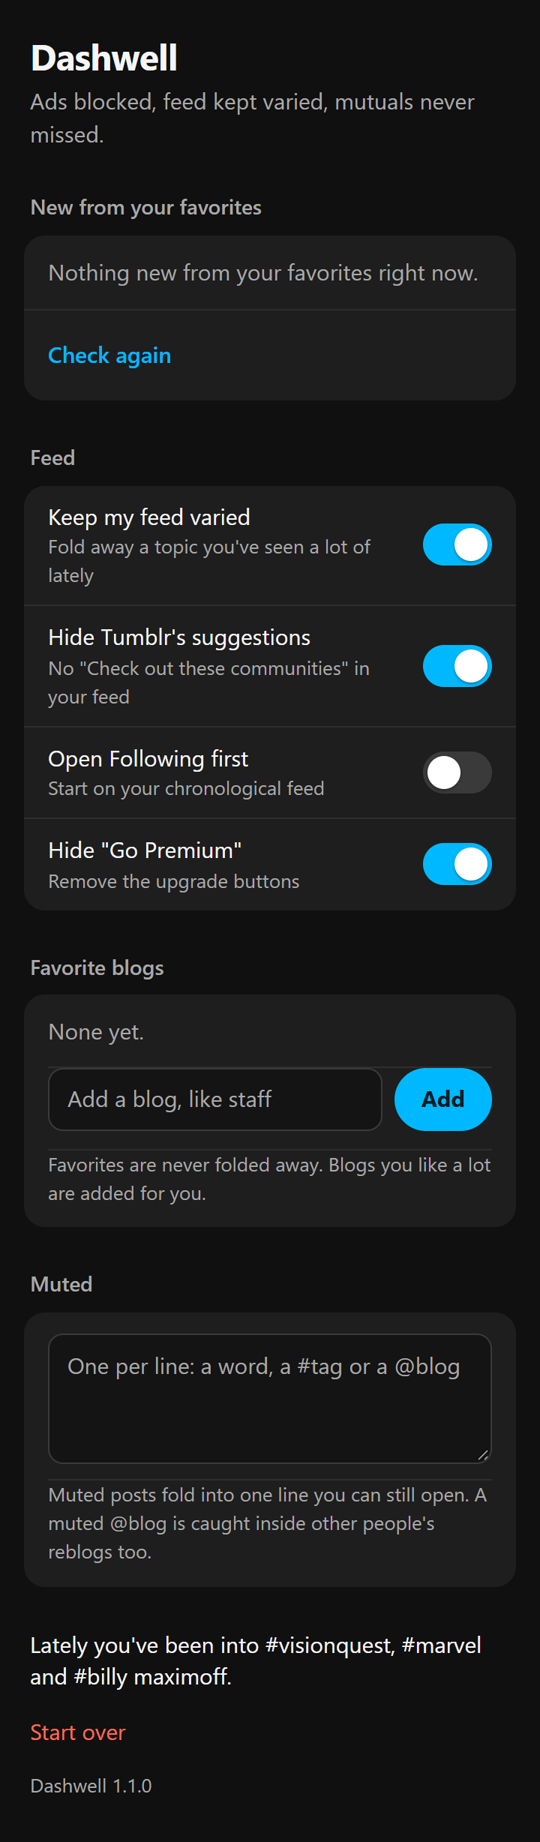 Dashwell
Ads blocked, feed kept varied, mutuals never
missed.
New from your favorites
Nothing new from your favorites right now.
Check again
Feed
Keep my feed varied
Fold away a topic you've seen a lot of
lately
Hide Tumblr's suggestions
No "Check out these communities" in
your feed
Open Following first
Start on your chronological feed
Hide "Go Premium"
Remove the upgrade buttons
Favorite blogs
None yet.
Add a blog, like staff
Add
Favorites are never folded away. Blogs you like a lot
are added for you.
Muted
One per line: a word, a #tag or a @blog
Muted posts fold into one line you can still open. A
muted @blog is caught inside other people's
reblogs too.
Lately you've been into #visionquest, #marvel
and #billy maximoff.
Start over
Dashwell 1.1.0